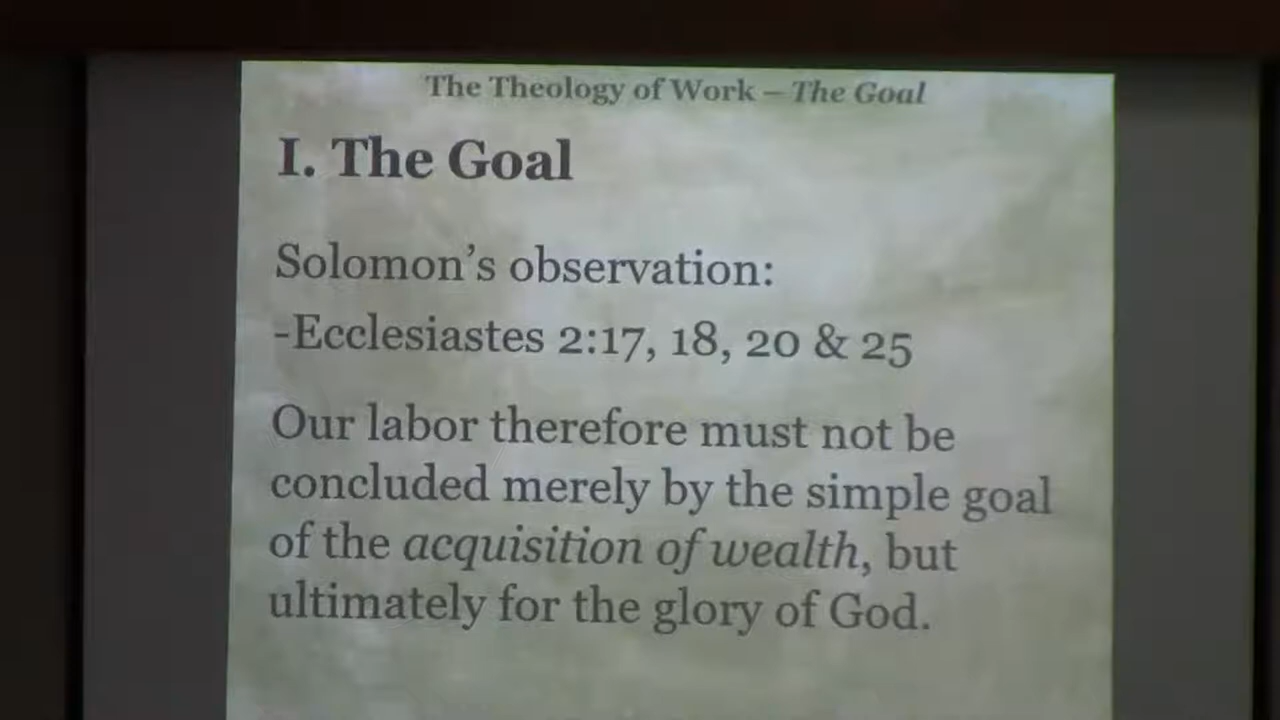 The Theology of Work – The Goal
I. The Goal
Solomon's observation:
-Ecclesiastes 2:17, 18, 20 & 25
Our labor therefore must not be
concluded merely by the simple goal
of the acquisition of wealth, but
ultimately for the glory of God.